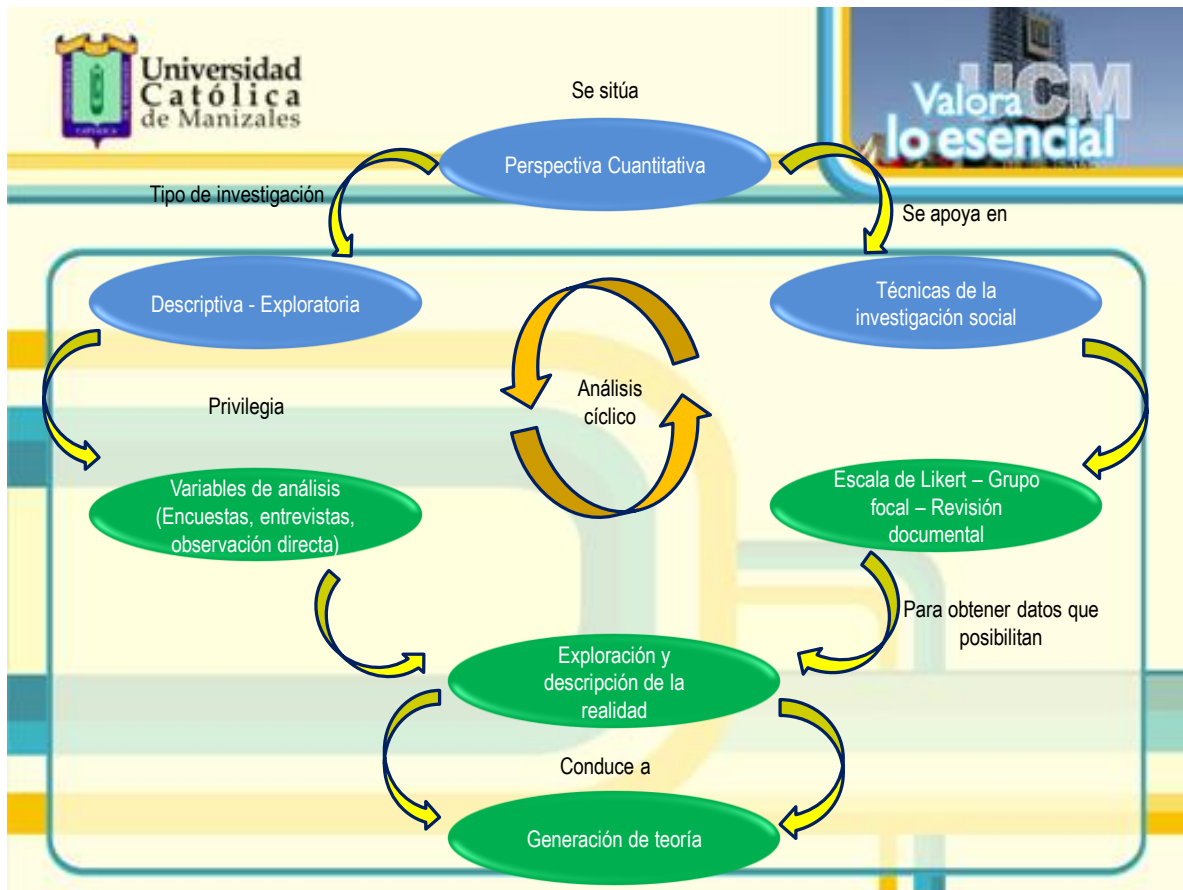 Universidad
Católica
de Manizales
Valora UCM
lo esencial
Se sitúa
Perspectiva Cuantitativa
Tipo de investigación
Se apoya en
Descriptiva - Exploratoria
Técnicas de la
investigación social
Análisis
cíclico
Privilegia
Variables de análisis
(Encuestas, entrevistas,
observación directa)
Escala de Likert – Grupo
focal – Revisión
documental
Para obtener datos que
posibilitan
Exploración y
descripción de la
realidad
Conduce a
Generación de teoría